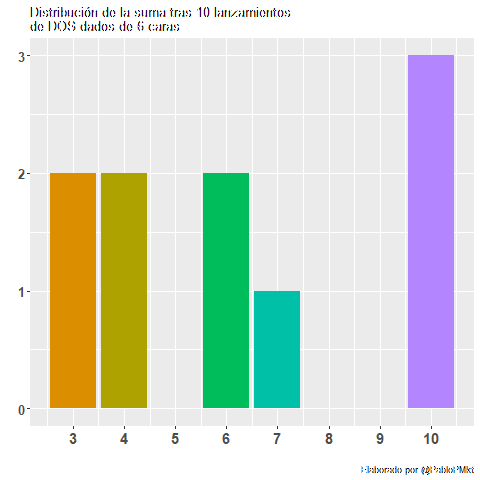 Distribución de la suma tras 10 lanzamientos
de DOS dados de 6 caras
3
2
1
0
3 4 5 6 7 8 9 10
Elaborado por @PabloPMkt